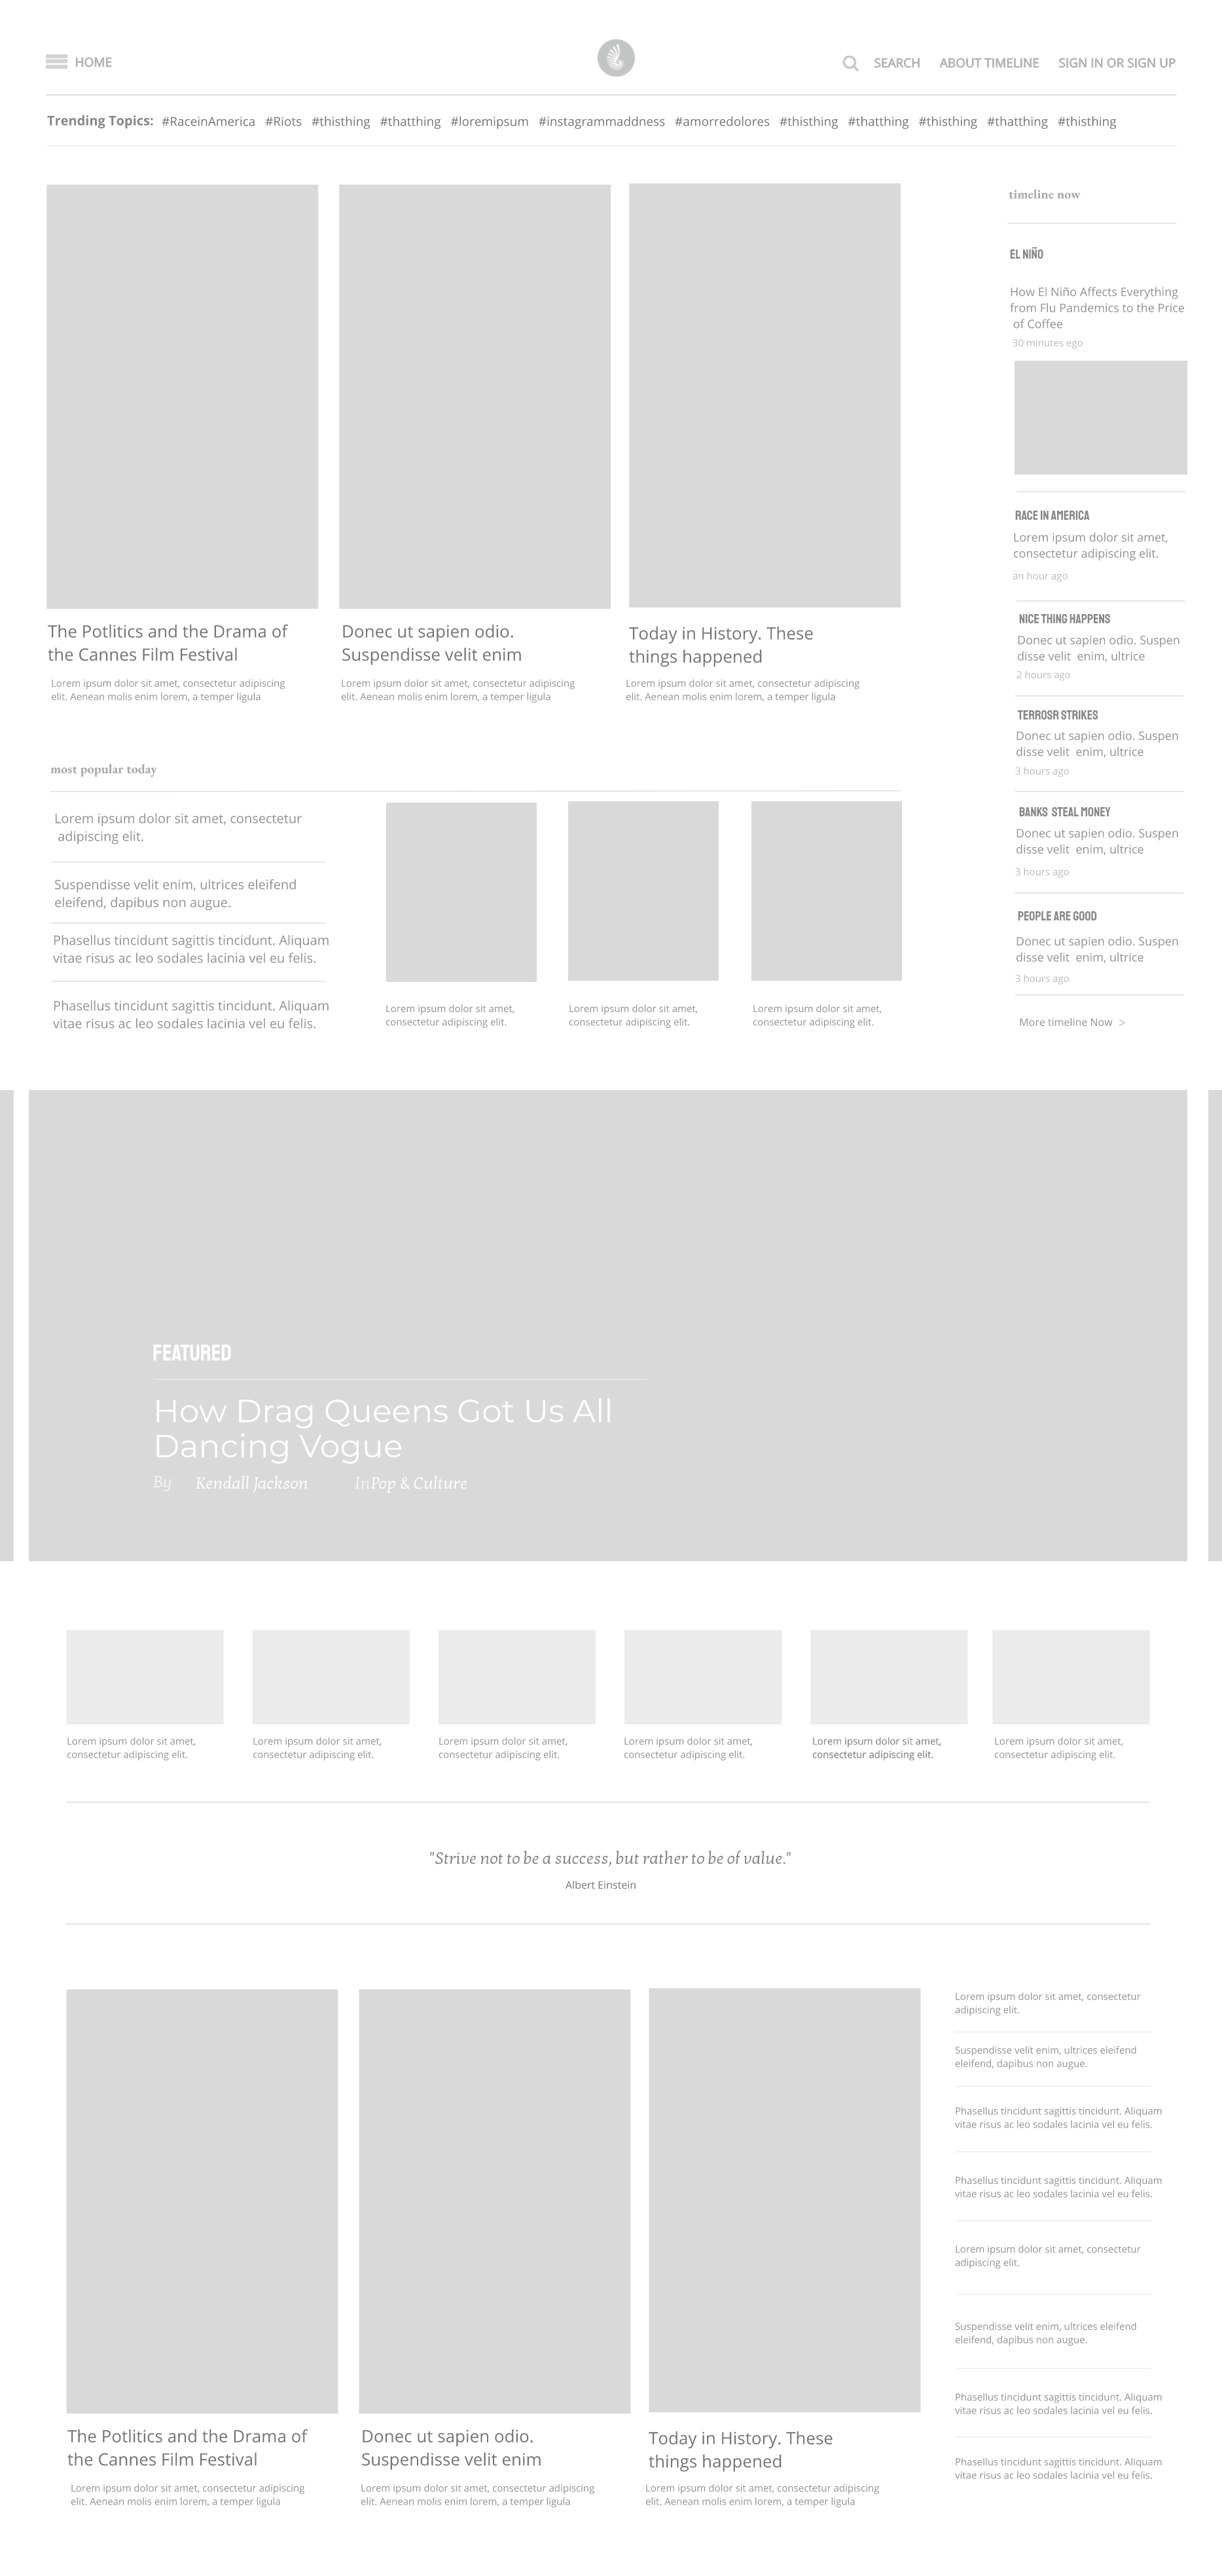 HOME
SEARCH ABOUT TIMELINE SIGN IN OR SIGN UP
Trending Topics: #RaceinAmerica #Riots #thisthing #thatthing #loremipsum #instagrammaddness #amorredolores #thisthing #thatthing #thisthing #thatthing #thisthing
The Potlitics and the Drama of
the Cannes Film Festival
Lorem ipsum dolor sit amet, consectetur adipiscing
elit. Aenean molis enim lorem, a temper ligula
Donec ut sapien odio.
Suspendisse velit enim
Lorem ipsum dolor sit amet, consectetur adipiscing
elit. Aenean molis enim lorem, a temper ligula
Today in History. These
things happened
Lorem ipsum dolor sit amet, consectetur adipiscing
elit. Aenean molis enim lorem, a temper ligula
timeline now
EL NIÑO
How El Niño Affects Everything
from Flu Pandemics to the Price
of Coffee
30 minutes ego
RACE IN AMERICA
Lorem ipsum dolor sit amet,
consectetur adipiscing elit.
an hour ago
NICE THING HAPPENS
Donec ut sapien odio. Suspen
disse velit enim, ultrice
2 hours ago
TERROSR STRIKES
Donec ut sapien odio. Suspen
disse velit enim, ultrice
3 hours ago
BANKS STEAL MONEY
Donec ut sapien odio. Suspen
disse velit enim, ultrice
3 hours ago
PEOPLE ARE GOOD
Donec ut sapien odio. Suspen
disse velit enim, ultrice
3 hours ago
More timeline Now >
most popular today
Lorem ipsum dolor sit amet, consectetur
adipiscing elit.
Suspendisse velit enim, ultrices eleifend
eleifend, dapibus non augue.
Phasellus tincidunt sagittis tincidunt. Aliquam
vitae risus ac leo sodales lacinia vel eu felis.
Phasellus tincidunt sagittis tincidunt. Aliquam
vitae risus ac leo sodales lacinia vel eu felis.
Lorem ipsum dolor sit amet,
consectetur adipiscing elit.
Lorem ipsum dolor sit amet,
consectetur adipiscing elit.
Lorem ipsum dolor sit amet,
consectetur adipiscing elit.
FEATURED
How Drag Queens Got Us All
Dancing Vogue
By Kendall Jackson InPop & Culture
Lorem ipsum dolor sit amet,
consectetur adipiscing elit.
Lorem ipsum dolor sit amet,
consectetur adipiscing elit.
Lorem ipsum dolor sit amet,
consectetur adipiscing elit.
Lorem ipsum dolor sit amet,
consectetur adipiscing elit.
Lorem ipsum dolor sit amet,
consectetur adipiscing elit.
Lorem ipsum dolor sit amet,
consectetur adipiscing elit.
"Strive not to be a success, but rather to be of value."
Albert Einstein
The Potlitics and the Drama of
the Cannes Film Festival
Lorem ipsum dolor sit amet, consectetur adipiscing
elit. Aenean molis enim lorem, a temper ligula
Donec ut sapien odio.
Suspendisse velit enim
Lorem ipsum dolor sit amet, consectetur adipiscing
elit. Aenean molis enim lorem, a temper ligula
Today in History. These
things happened
Lorem ipsum dolor sit amet, consectetur adipiscing
elit. Aenean molis enim lorem, a temper ligula
Lorem ipsum dolor sit amet, consectetur
adipiscing elit.
Suspendisse velit enim, ultrices eleifend
eleifend, dapibus non augue.
Phasellus tincidunt sagittis tincidunt. Aliquam
vitae risus ac leo sodales lacinia vel eu felis.
Phasellus tincidunt sagittis tincidunt. Aliquam
vitae risus ac leo sodales lacinia vel eu felis.
Lorem ipsum dolor sit amet, consectetur
adipiscing elit.
Suspendisse velit enim, ultrices eleifend
eleifend, dapibus non augue.
Phasellus tincidunt sagittis tincidunt. Aliquam
vitae risus ac leo sodales lacinia vel eu felis.
Phasellus tincidunt sagittis tincidunt. Aliquam
vitae risus ac leo sodales lacinia vel eu felis.